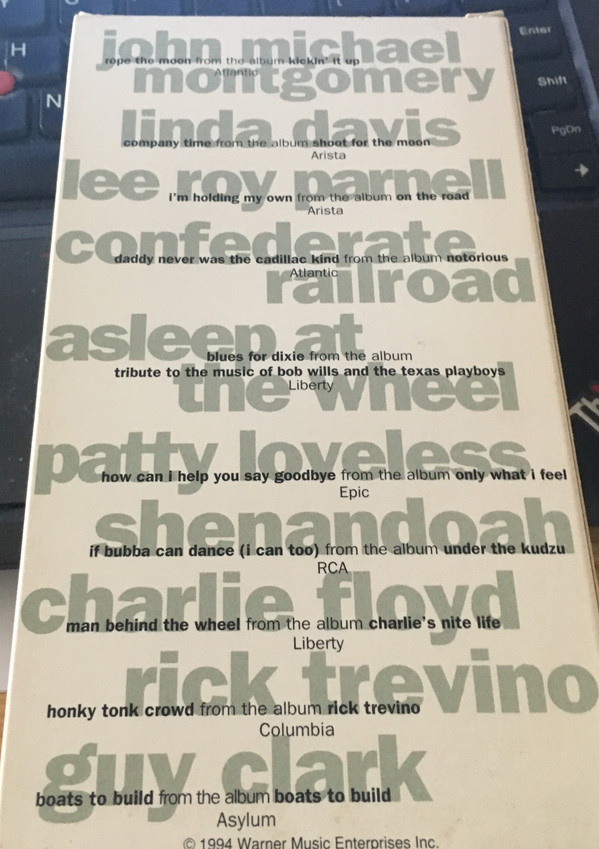 H
N
Enter
Shift
PgDn
john michael
rope the moon from the album kickin' it up
Atlantic
montgomery
linda davis
company time from the album shoot for the moon
Arista
lee roy parnell
i'm holding my own from the album on the road
Arista
confederate
daddy never was the cadillac kind from the album notorious
Atlantic
railroad
asleep at
blues for dixie from the album
tribute to the music of bob wills and the texas playboys
Liberty
the wheel
patty loveless
how can i help you say goodbye from the album only what i feel
Epic
shenandoah
if bubba can dance (i can too) from the album under the kudzu
RCA
charlie floyd
man behind the wheel from the album charlie's nite life
Liberty
rick trevino
honky tonk crowd from the album rick trevino
Columbia
guy clark
boats to build from the album boats to build
Asylum
© 1994 Warner Music Enterprises Inc.